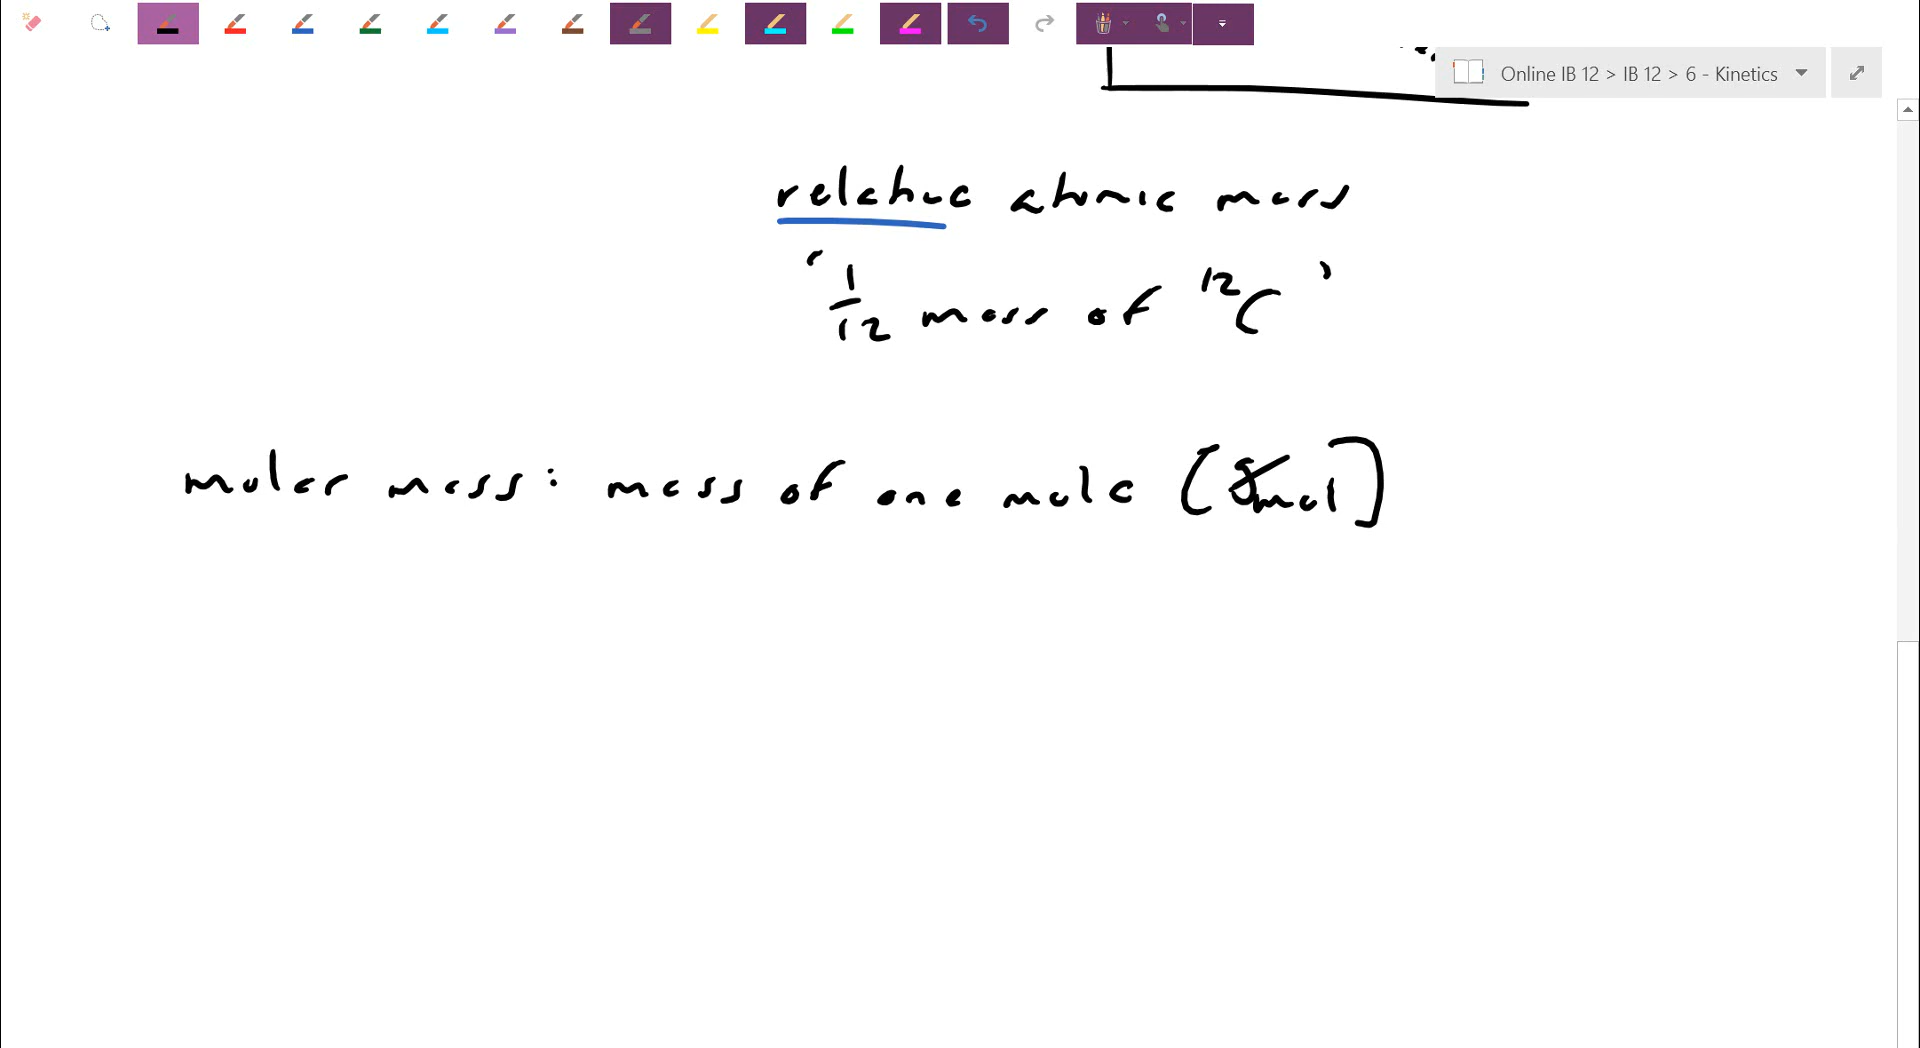 Online IB 12 > IB 12 > 6 - Kinetics
relative atomic mass
"1/12 mass of ¹²C"
molar mass: mass of one mole [g/mol]